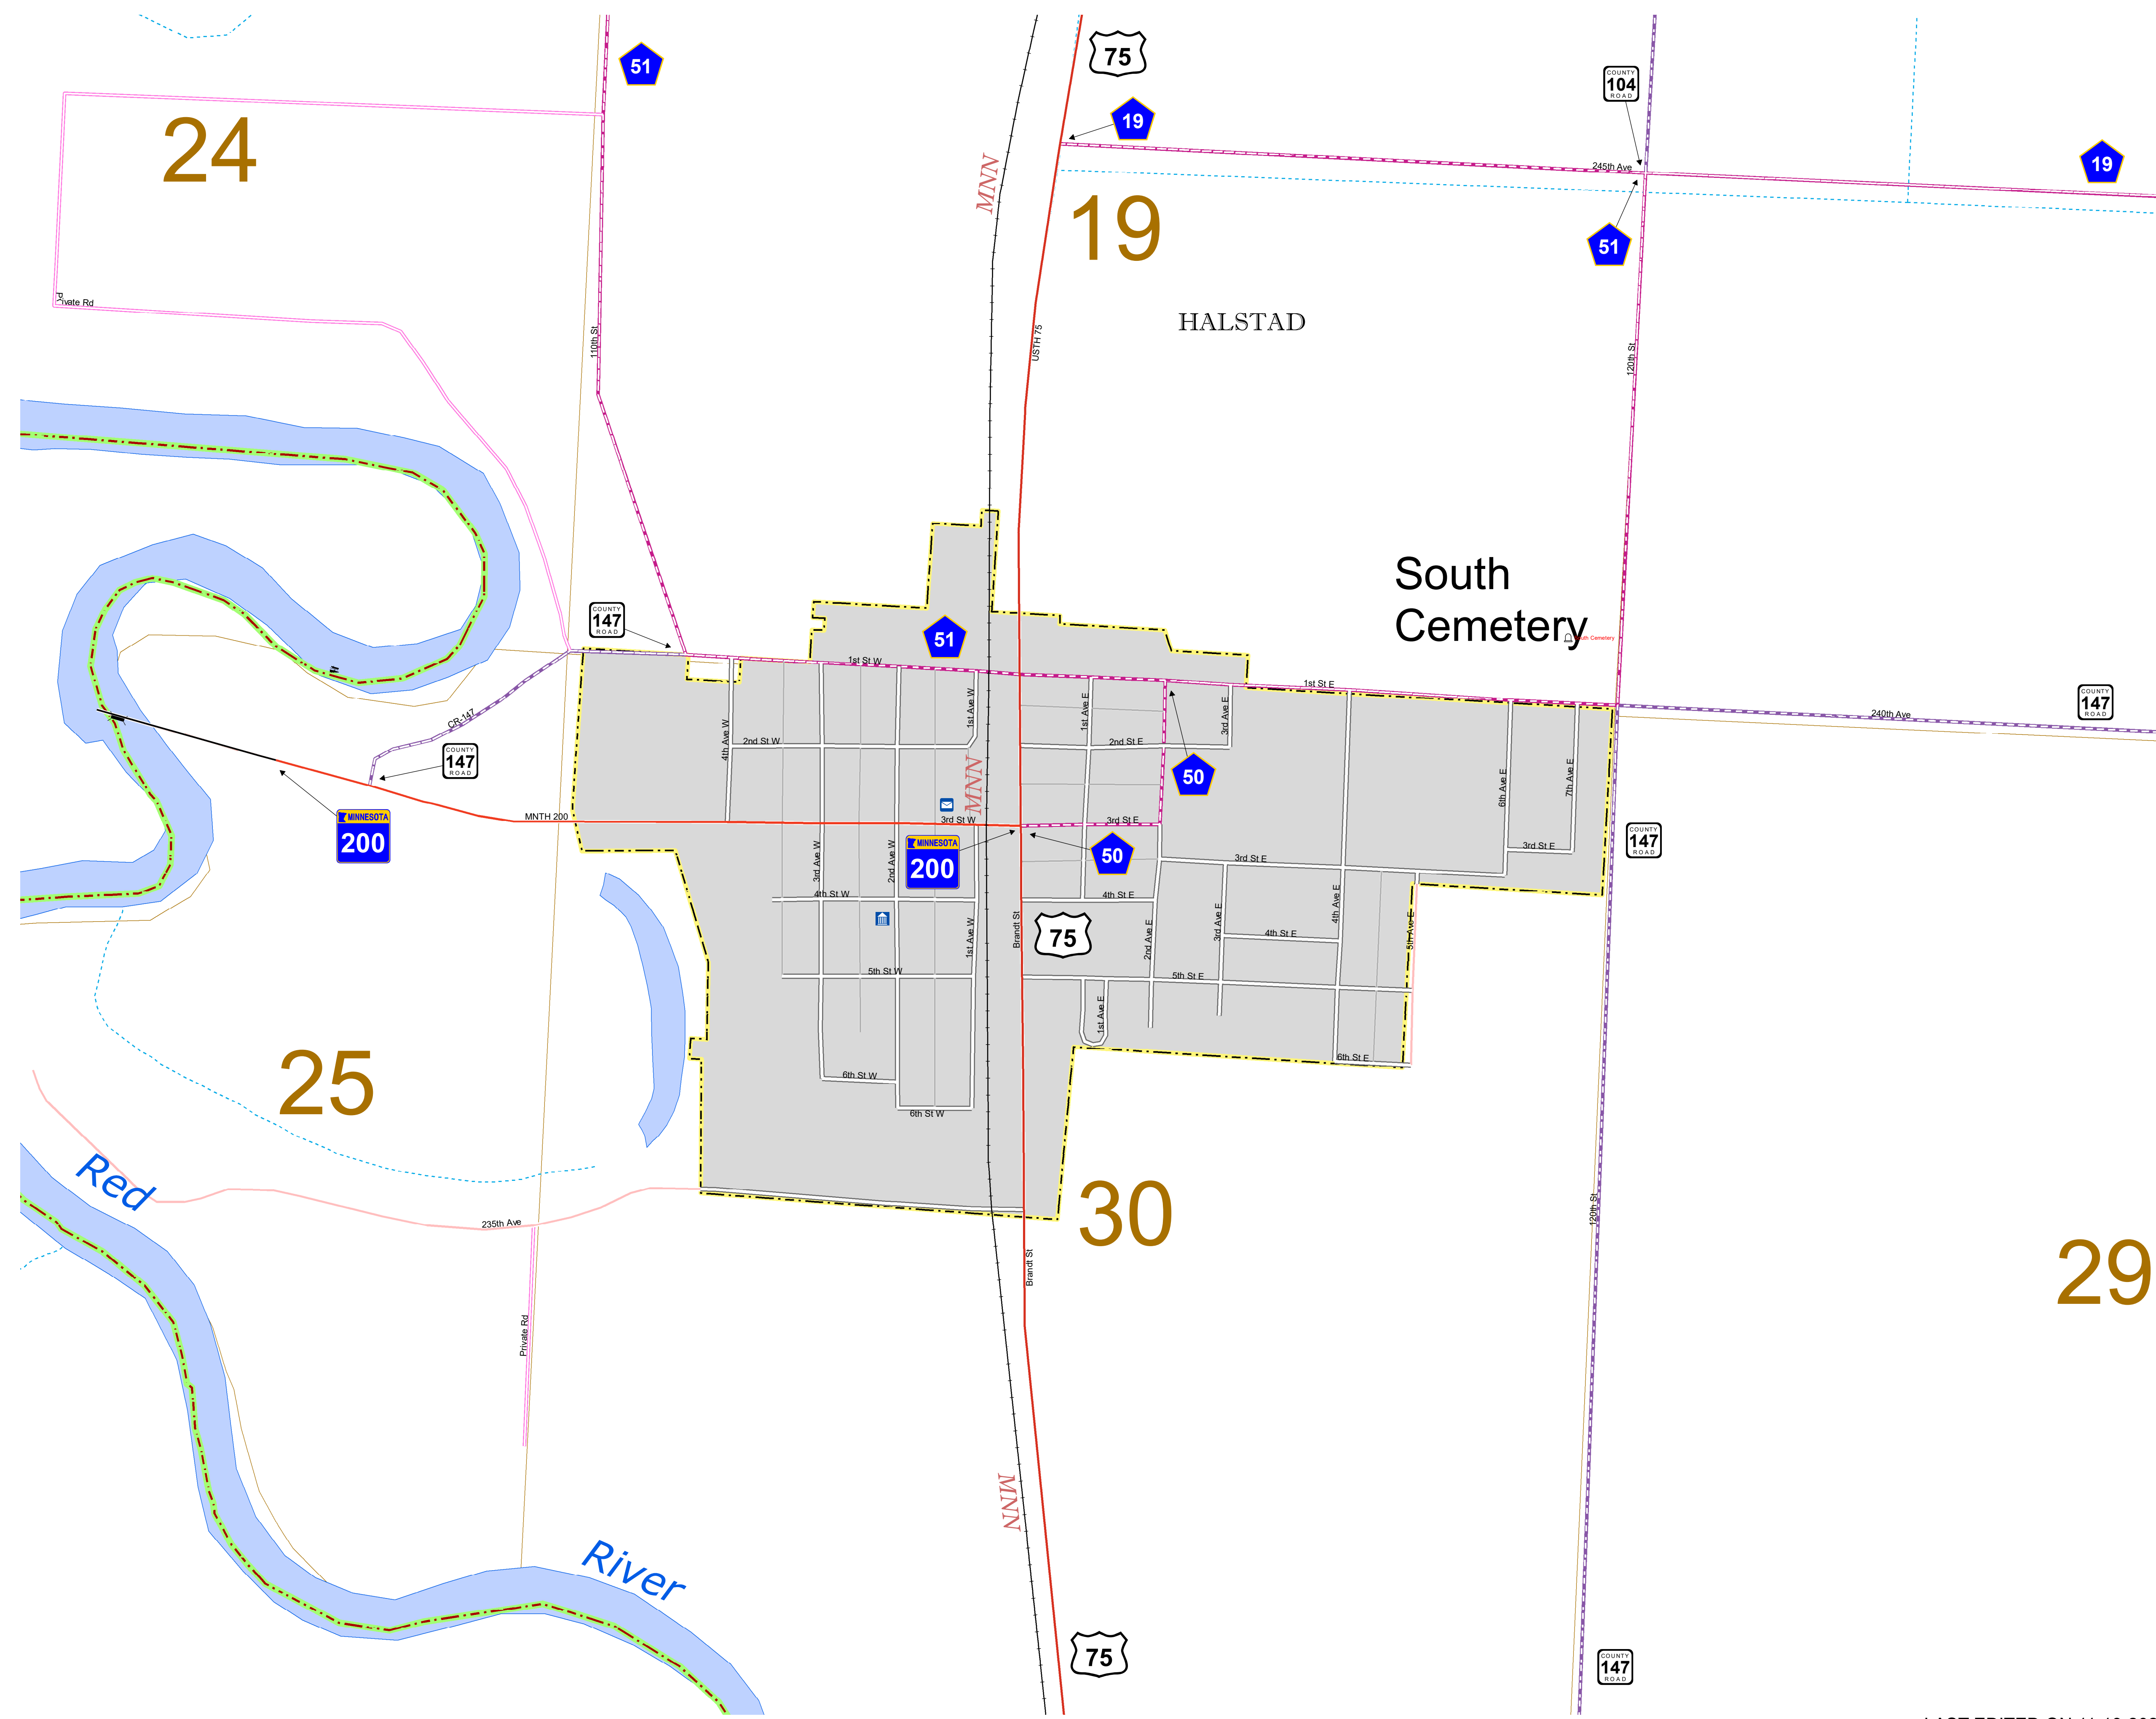 75
51
COUNTY
104
ROAD
19
24
19
245th Ave
MNN
19
51
Private Rd
HALSTAD
110th St
USTH 75
120th St
South
Cemetery
South Cemetery
COUNTY
147
ROAD
51
1st St W
1st St E
50
COUNTY
147
ROAD
240th Ave
CR-147
COUNTY
147
ROAD
4th Ave W
2nd St W
1st Ave W
1st Ave E
2nd St E
3rd Ave E
MNN
6th Ave E
7th Ave E
MINNESOTA
200
MNTH 200
3rd St W
3rd St E
MINNESOTA
200
50
COUNTY
147
ROAD
3rd Ave W
2nd Ave W
3rd St E
3rd St E
4th St W
4th St E
1st Ave W
Brandt St
75
2nd Ave E
3rd Ave E
4th St E
4th Ave E
5th Ave E
5th St W
5th St E
1st Ave E
6th St E
6th St W
6th St W
25
Red
235th Ave
30
29
120th St
Brandt St
Private Rd
MNN
River
75
COUNTY
147
ROAD